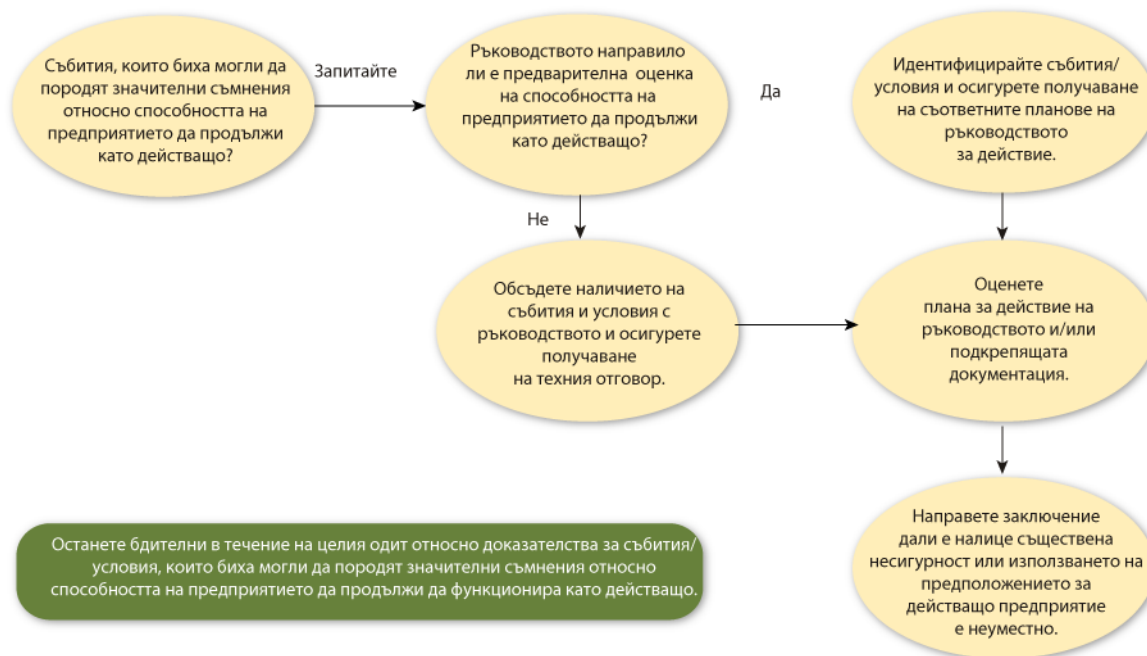 Събития, които биха могли да
породят значителни съмнения
относно способността на
предприятието да продължи
като действащо?
Запитайте
Ръководството направило
ли е предварителна оценка
на способността на
предприятието да продължи
като действащо?
Да
Идентифицирайте събития/
условия и осигурете получаване
на съответните планове на
ръководството
за действие.
Не
Обсъдете наличието на
събития и условия с
ръководството и осигурете
получаване
на техния отговор.
Оценете
плана за действие на
ръководството и/или
подкрепящата
документация.
Останете бдителни в течение на целия одит относно доказателства за събития/
условия, които биха могли да породят значителни съмнения относно
способността на предприятието да продължи да функционира като действащо.
Направете заключение
дали е налице съществена
несигурност или използването на
предположението за
действащо предприятие
е неуместно.